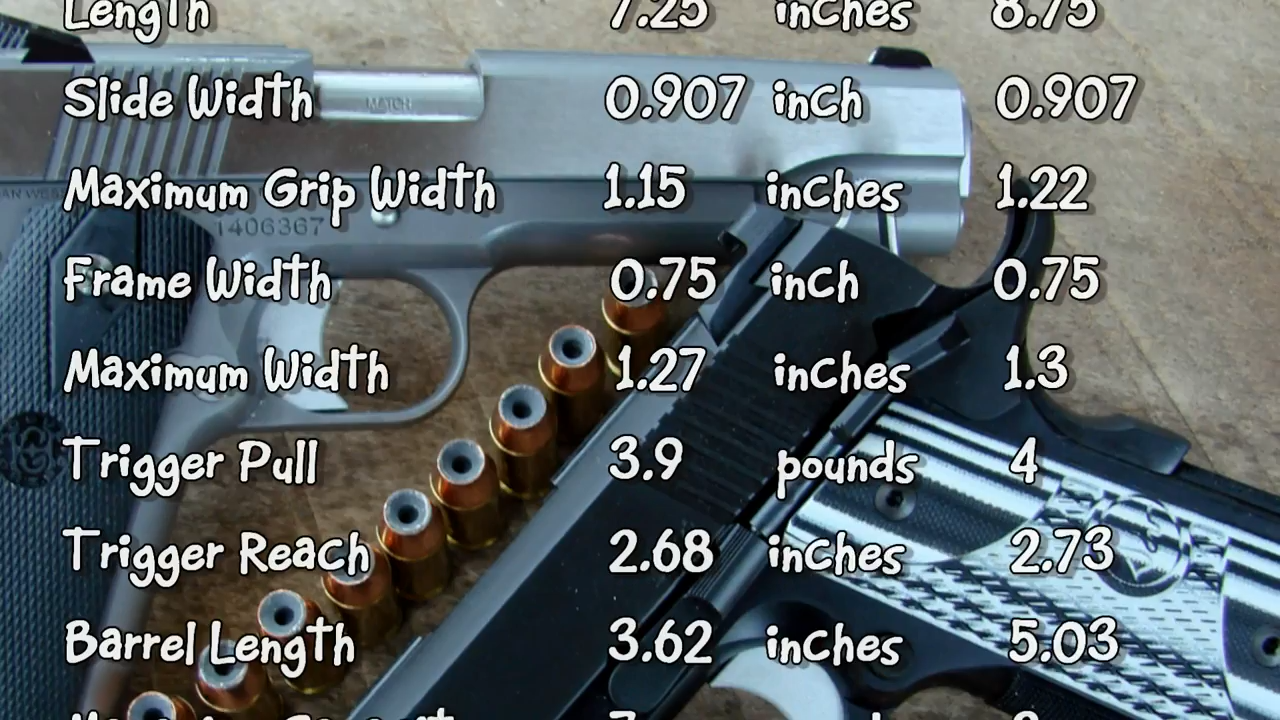 Length 7.25 inches 8.75
Slide Width 0.907 inch 0.907
MATCH
Maximum Grip Width 1.15 inches 1.22
1406367
Frame Width 0.75 inch 0.75
Maximum Width 1.27 inches 1.3
Trigger Pull 3.9 pounds 4
Trigger Reach 2.68 inches 2.73
Barrel Length 3.62 inches 5.03